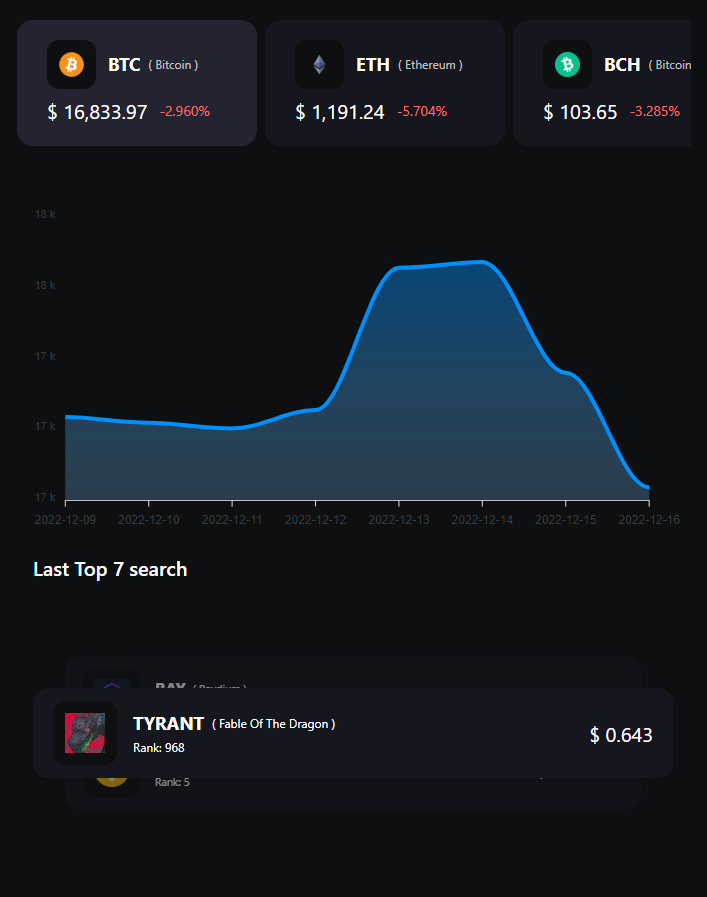 BTC ( Bitcoin )
$ 16,833.97 -2.960%
ETH ( Ethereum )
$ 1,191.24 -5.704%
BCH ( Bitcoin
$ 103.65 -3.285%
18 k
18 k
17 k
17 k
17 k
2022-12-09 2022-12-10 2022-12-11 2022-12-12 2022-12-13 2022-12-14 2022-12-15 2022-12-16
Last Top 7 search
RAY ( Raydium )
TYRANT ( Fable Of The Dragon )
Rank: 968
$ 0.643
Rank: 5